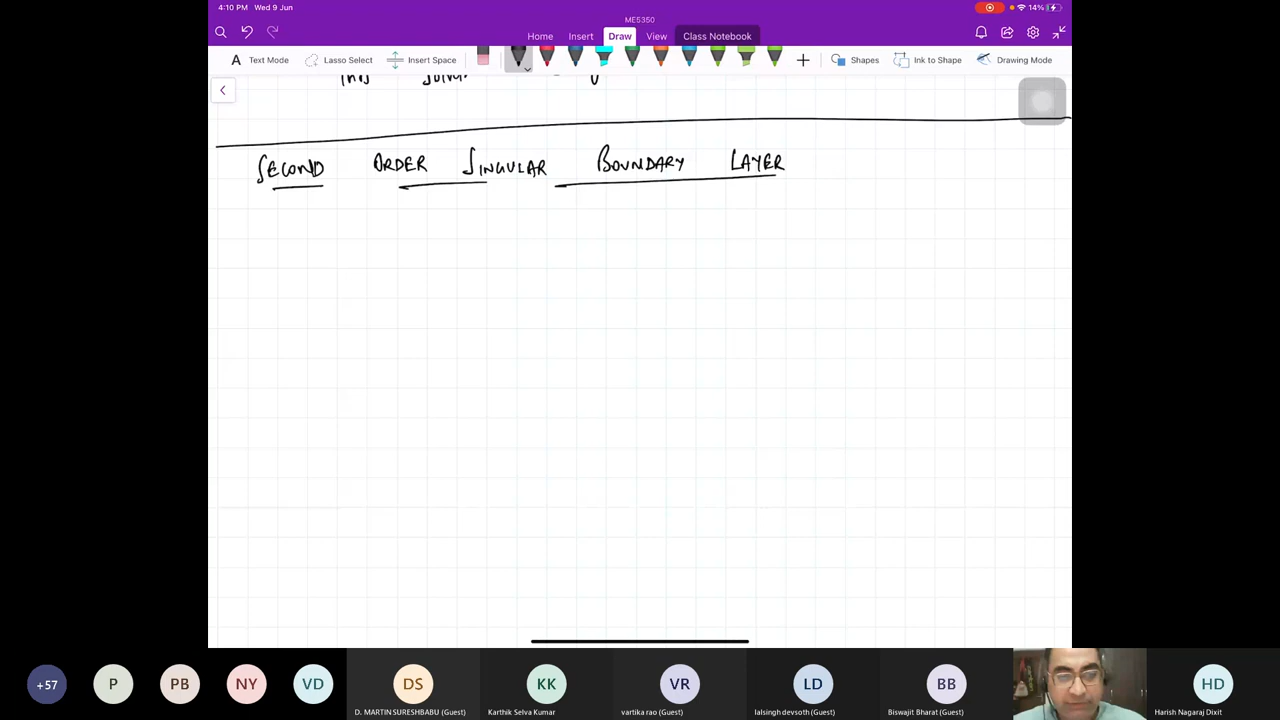 4:10 PM Wed 9 Jun 14%
ME5350
Home Insert Draw View Class Notebook
A Text Mode Lasso Select Insert Space Shapes Ink to Shape Drawing Mode
SECOND ORDER SINGULAR BOUNDARY LAYER
+57 P PB NY VD DS KK VR LD BB HD
D. MARTIN SURESHBABU (Guest) Karthik Selva Kumar vartika rao (Guest) lalsingh devsoth (Guest) Biswajit Bharat (Guest) Harish Nagaraj Dixit